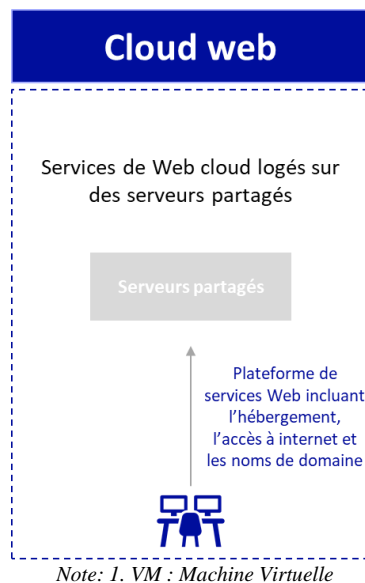 Cloud web
Services de Web cloud logés sur
des serveurs partagés
Serveurs partagés
Plateforme de
services Web incluant
l'hébergement,
l'accès à internet et
les noms de domaine
Note: 1. VM : Machine Virtuelle